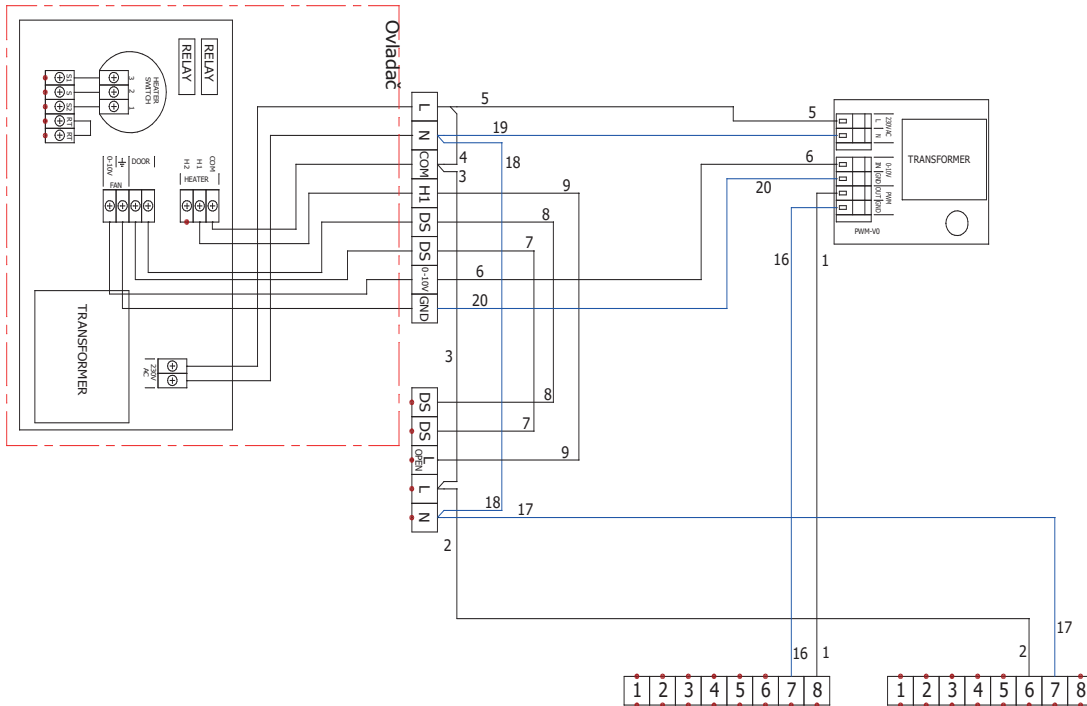 Ovladač
RELAY
RELAY
HEATER
SWITCH
3
2
1
S1
S
S2
RT
RT
0-10V
FAN
DOOR
H2
H1
COM
HEATER
TRANSFORMER
230V
AC
L
N
COM
H1
DS
DS
0-10V
GND
DS
DS
L
OPEN
L
N
5
19
18
4
3
9
8
7
6
20
3
8
7
9
18
17
2
5
6
20
16
1
230VAC
L
N
0-10V
IN
GND
OUT
GND
PWM
TRANSFORMER
PWM-V0
16
1
2
17
1 2 3 4 5 6 7 8
1 2 3 4 5 6 7 8